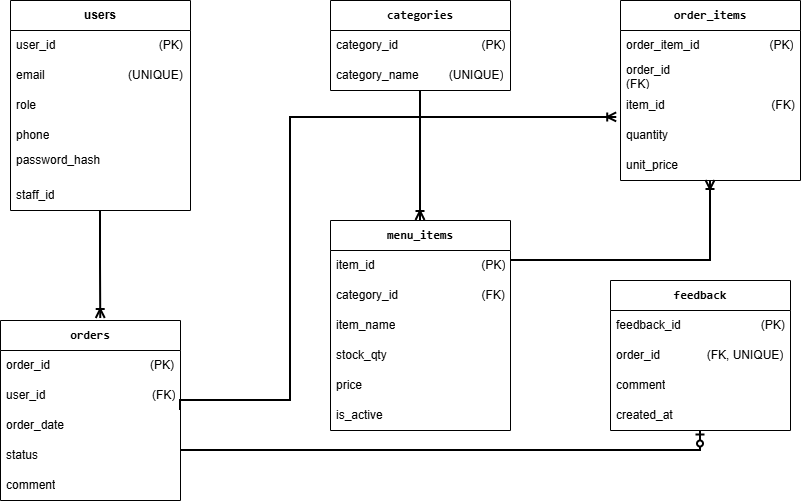 users
user_id (PK)
email (UNIQUE)
role
phone
password_hash
staff_id
categories
category_id (PK)
category_name (UNIQUE)
order_items
order_item_id (PK)
order_id
(FK)
item_id (FK)
quantity
unit_price
menu_items
item_id (PK)
category_id (FK)
item_name
stock_qty
price
is_active
feedback
feedback_id (PK)
order_id (FK, UNIQUE)
comment
created_at
orders
order_id (PK)
user_id (FK)
order_date
status
comment